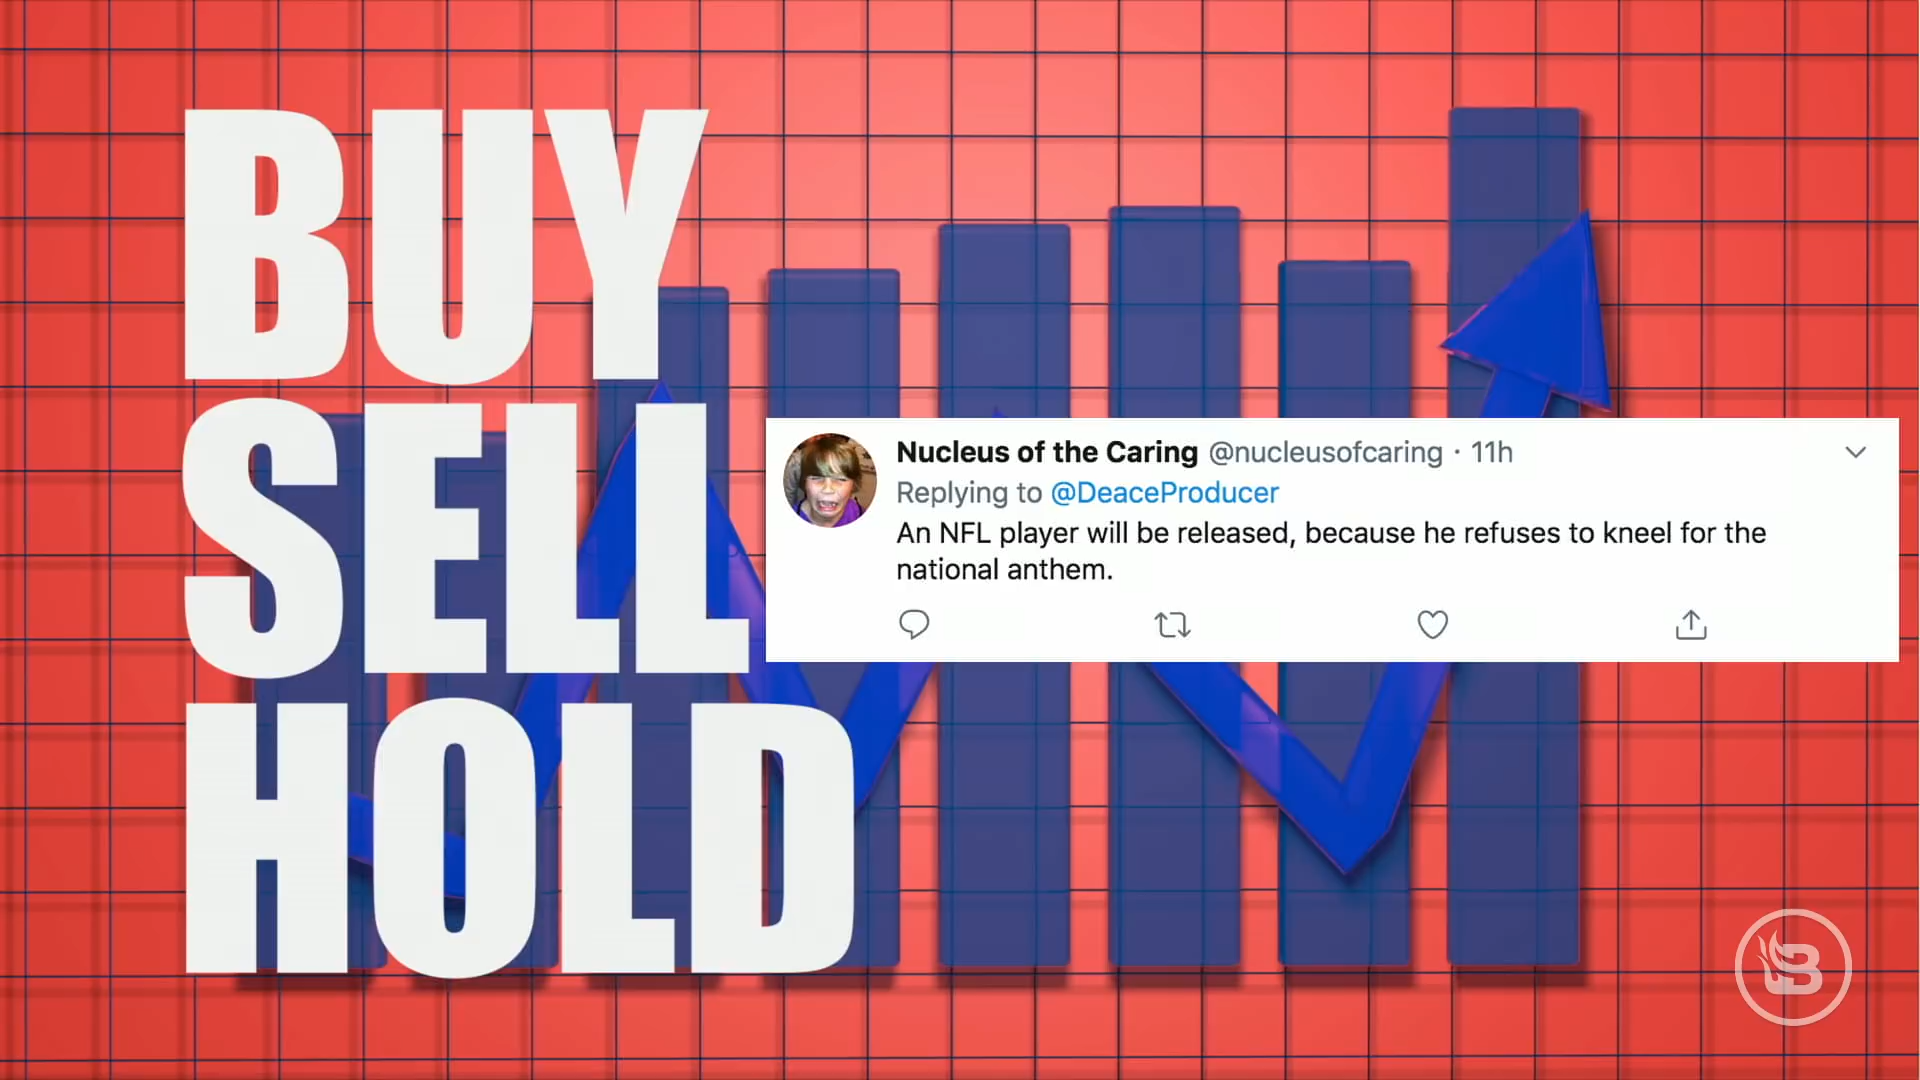 BUY
SELL
HOLD
Nucleus of the Caring @nucleusofcaring · 11h
Replying to @DeaceProducer
An NFL player will be released, because he refuses to kneel for the
national anthem.
B